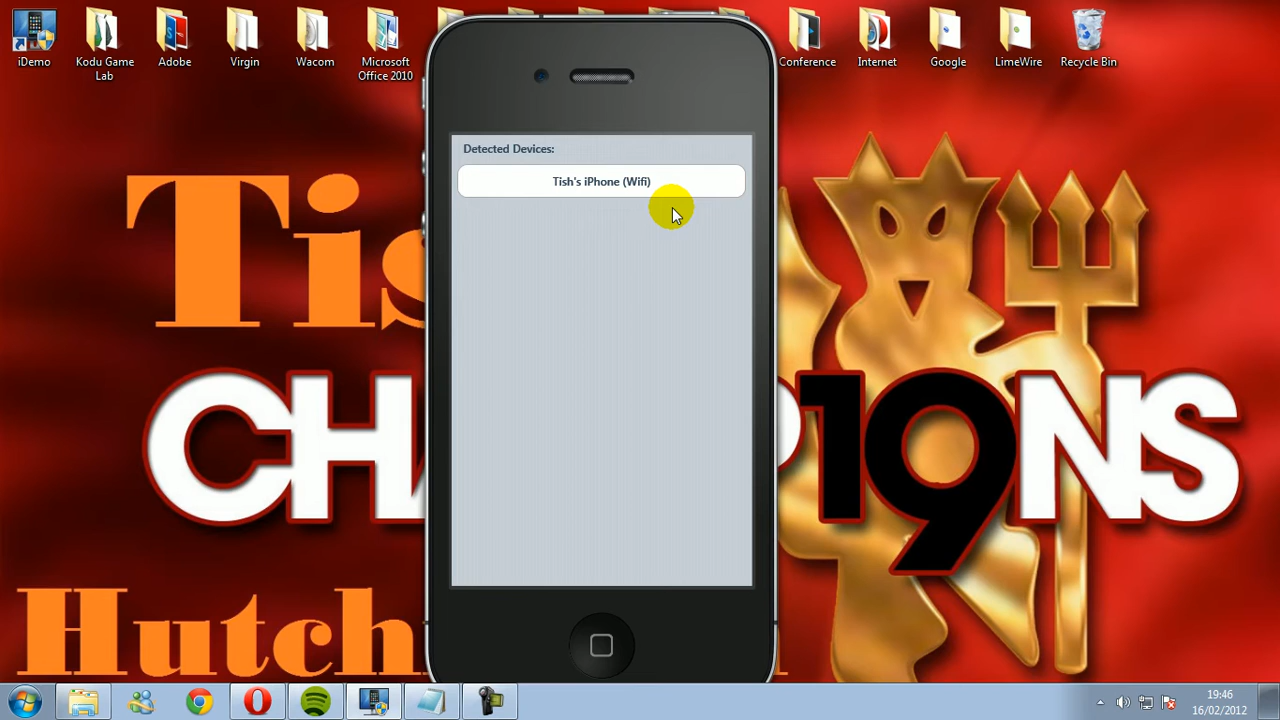 iDemo
Kodu Game
Lab
Adobe
Virgin
Wacom
Microsoft
Office 2010
Conference
Internet
Google
LimeWire
Recycle Bin
Detected Devices:
Tish's iPhone (Wifi)
Tis
CH P19NS
Hutch
19:46
16/02/2012